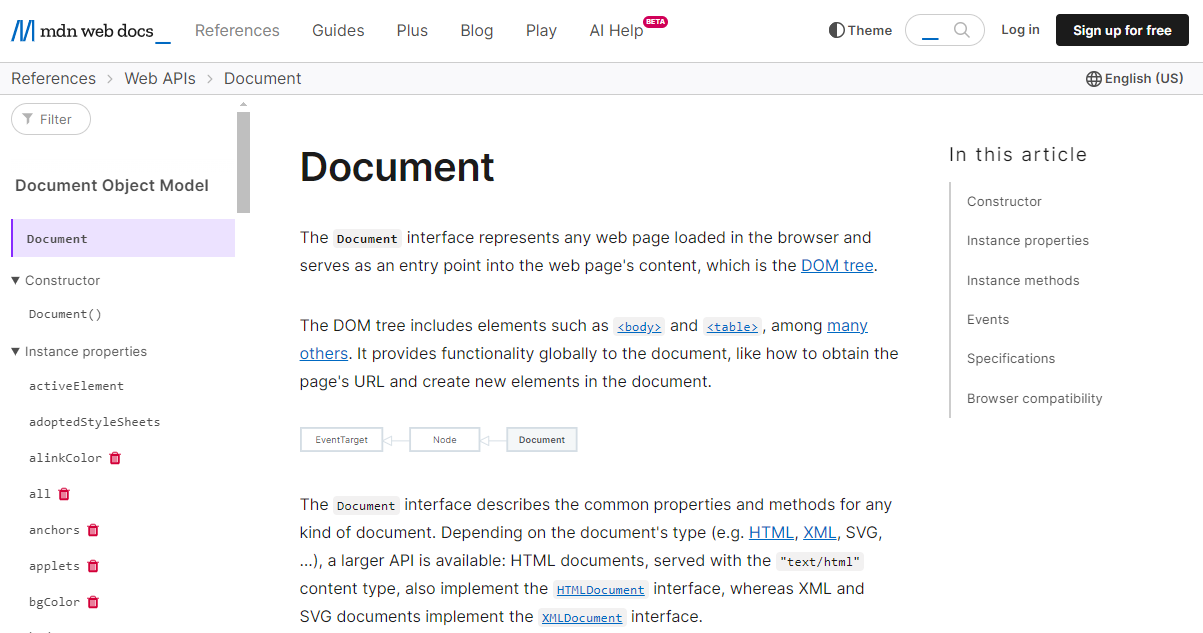 mdn web docs
References
Guides
Plus
Blog
Play
AI Help BETA
Theme
Log in
Sign up for free
References > Web APIs > Document
English (US)
Filter
Document Object Model
Document
Constructor
Document()
Instance properties
activeElement
adoptedStyleSheets
alinkColor
all
anchors
applets
bgColor
Document
The Document interface represents any web page loaded in the browser and
serves as an entry point into the web page's content, which is the DOM tree.
The DOM tree includes elements such as <body> and <table>, among many
others. It provides functionality globally to the document, like how to obtain the
page's URL and create new elements in the document.
EventTarget
Node
Document
The Document interface describes the common properties and methods for any
kind of document. Depending on the document's type (e.g. HTML, XML, SVG,
…), a larger API is available: HTML documents, served with the "text/html"
content type, also implement the HTMLDocument interface, whereas XML and
SVG documents implement the XMLDocument interface.
In this article
Constructor
Instance properties
Instance methods
Events
Specifications
Browser compatibility